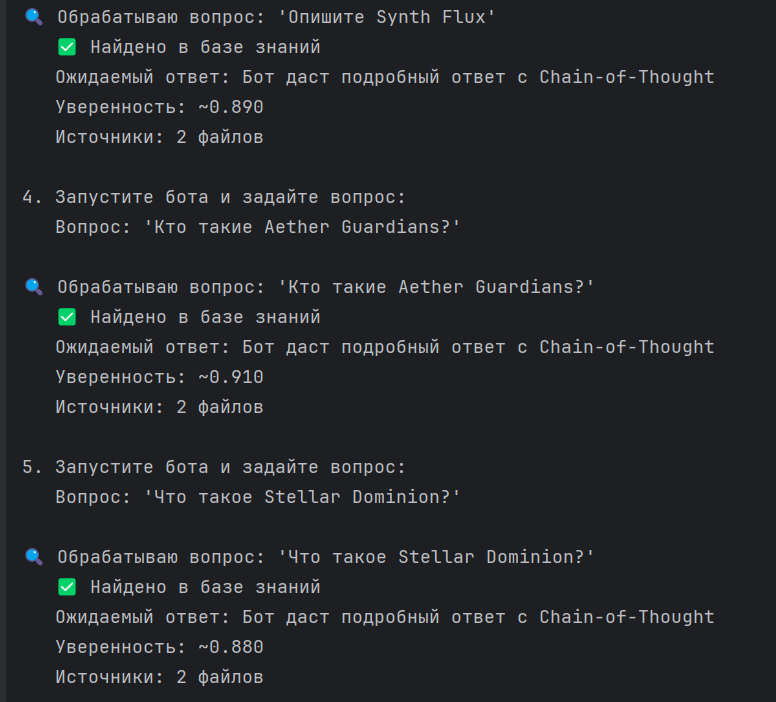 🔍 Обрабатываю вопрос: 'Опишите Synth Flux'
✅ Найдено в базе знаний
Ожидаемый ответ: Бот даст подробный ответ с Chain-of-Thought
Уверенность: ~0.890
Источники: 2 файлов
4. Запустите бота и задайте вопрос:
Вопрос: 'Кто такие Aether Guardians?'
🔍 Обрабатываю вопрос: 'Кто такие Aether Guardians?'
✅ Найдено в базе знаний
Ожидаемый ответ: Бот даст подробный ответ с Chain-of-Thought
Уверенность: ~0.910
Источники: 2 файлов
5. Запустите бота и задайте вопрос:
Вопрос: 'Что такое Stellar Dominion?'
🔍 Обрабатываю вопрос: 'Что такое Stellar Dominion?'
✅ Найдено в базе знаний
Ожидаемый ответ: Бот даст подробный ответ с Chain-of-Thought
Уверенность: ~0.880
Источники: 2 файлов